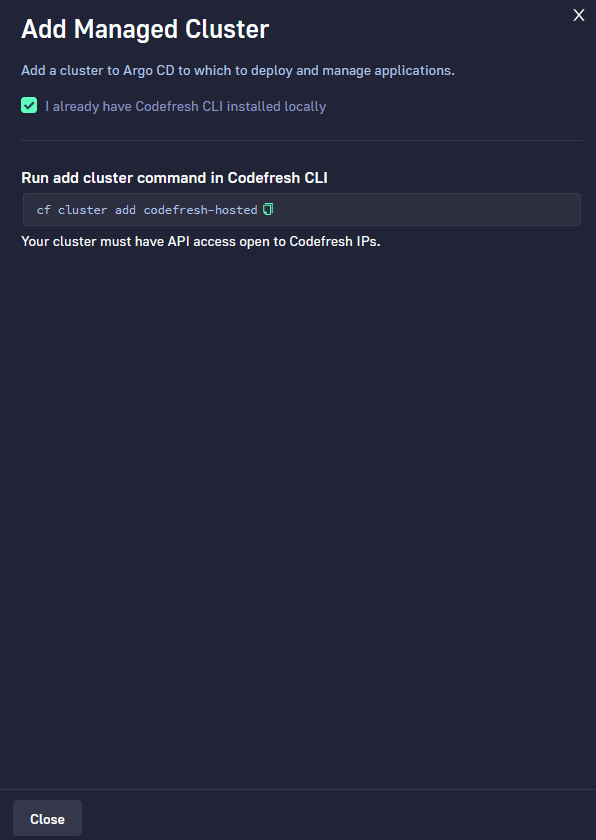 Add Managed Cluster
Add a cluster to Argo CD to which to deploy and manage applications.
I already have Codefresh CLI installed locally
Run add cluster command in Codefresh CLI
cf cluster add codefresh-hosted
Your cluster must have API access open to Codefresh IPs.
Close